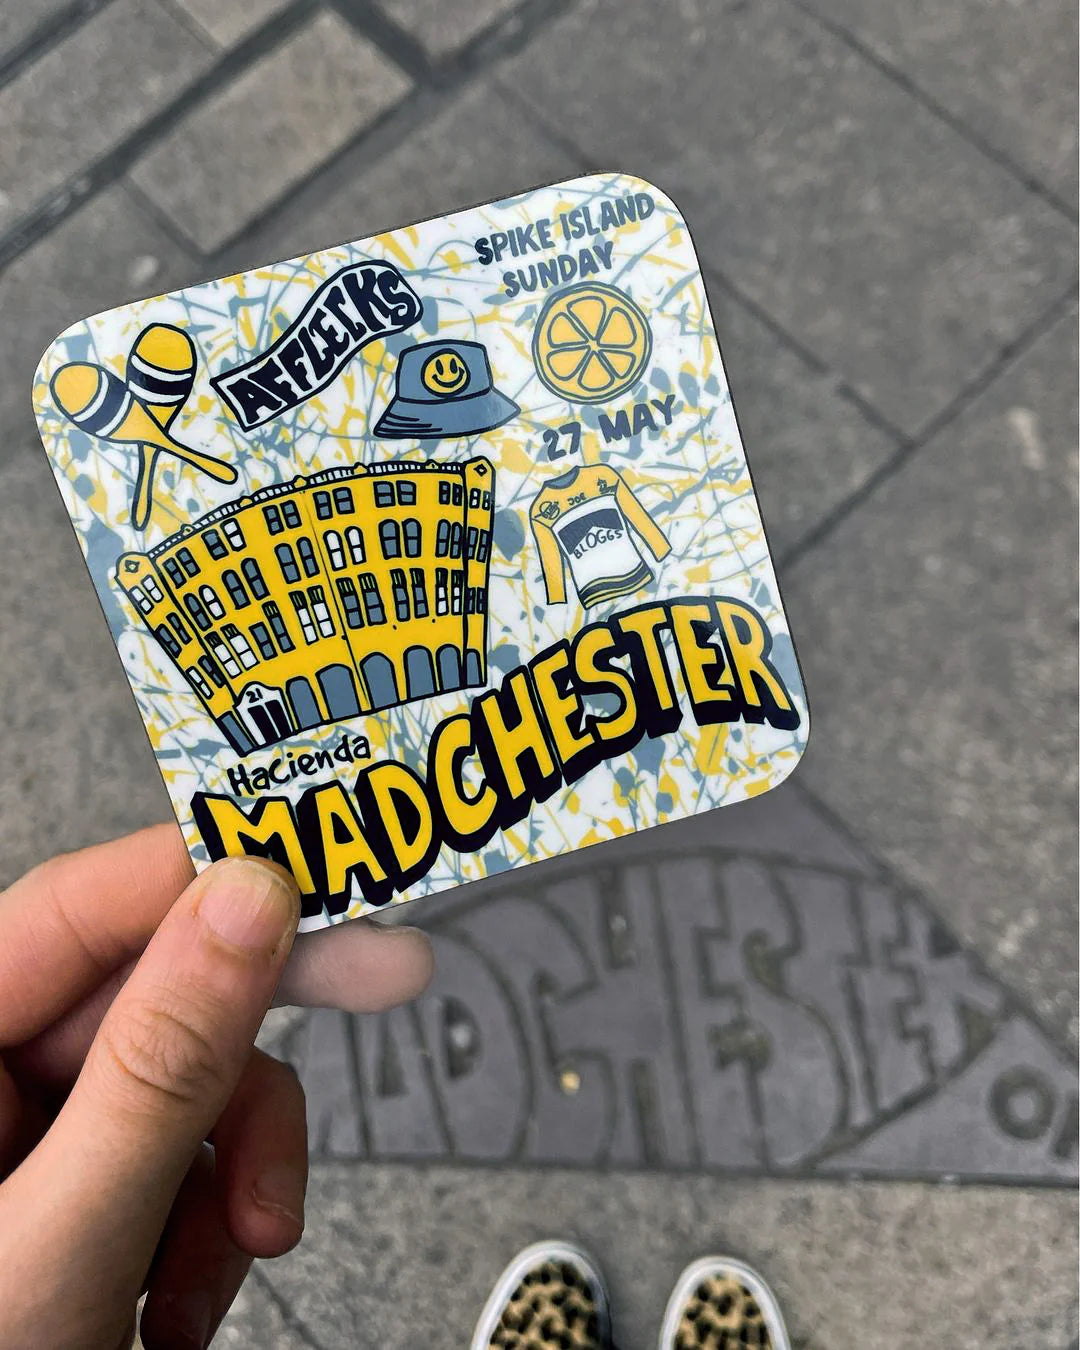 SPIKE ISLAND
SUNDAY
AFFLECKS
27 MAY
JOE
BLOGGS
21
Hacienda
MADCHESTER
MADCHESTER